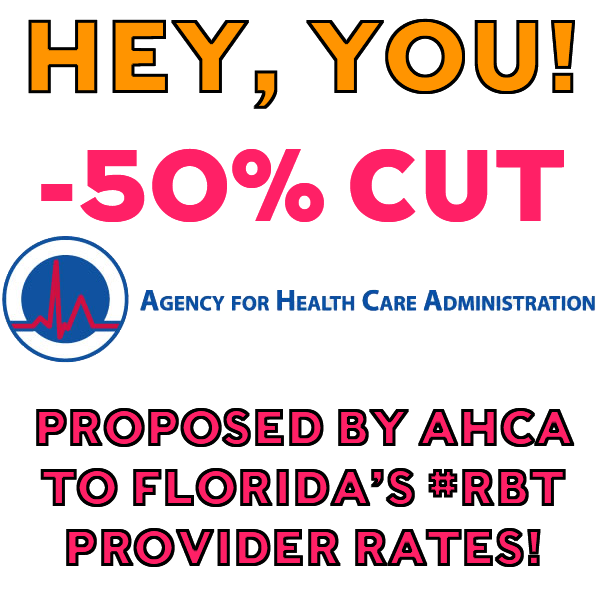 HEY, YOU!
-50% CUT
AGENCY FOR HEALTH CARE ADMINISTRATION
PROPOSED BY AHCA
TO FLORIDA'S #RBT
PROVIDER RATES!